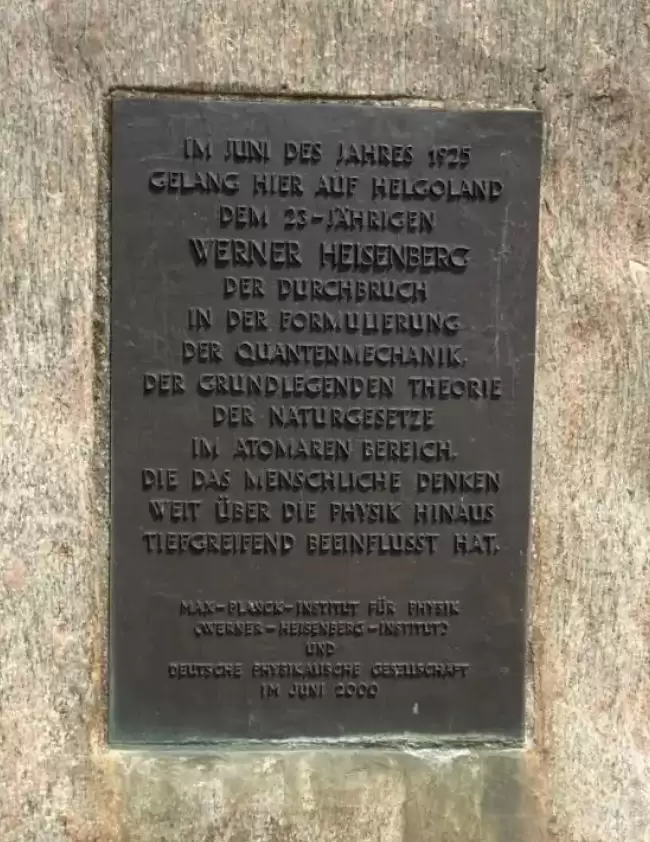 IM JUNI DES JAHRES 1925
GELANG HIER AUF HELGOLAND
DEM 23-JÄHRIGEN
WERNER HEISENBERG
DER DURCHBRUCH
IN DER FORMULIERUNG
DER QUANTENMECHANIK,
DER GRUNDLEGENDEN THEORIE
DER NATURGESETZE
IM ATOMAREN BEREICH,
DIE DAS MENSCHLICHE DENKEN
WEIT ÜBER DIE PHYSIK HINAUS
TIEFGREIFEND BEEINFLUSST HAT.
MAX-PLANCK-INSTITUT FÜR PHYSIK
(WERNER-HEISENBERG-INSTITUT)
UND
DEUTSCHE PHYSIKALISCHE GESELLSCHAFT
IM JUNI 2000